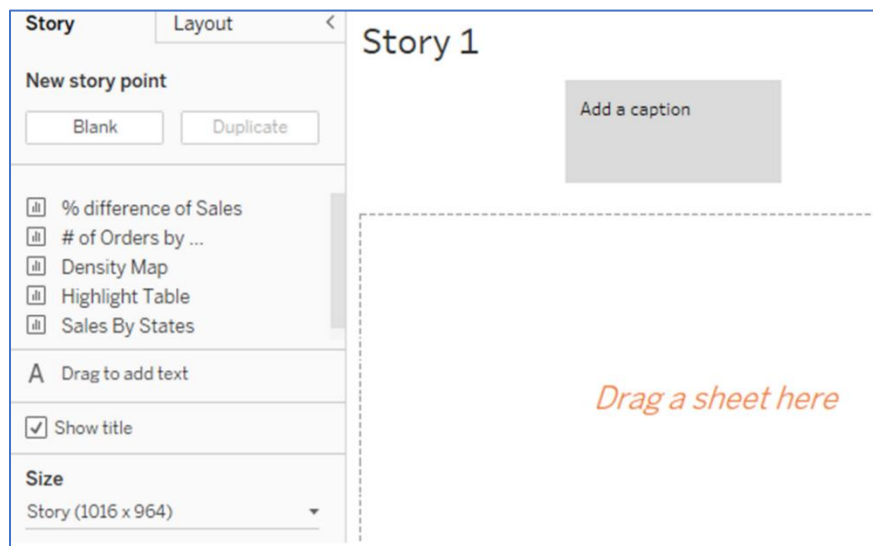 Story
Layout
New story point
Blank
Duplicate
% difference of Sales
# of Orders by ...
Density Map
Highlight Table
Sales By States
A Drag to add text
Show title
Size
Story (1016 x 964)
Story 1
Add a caption
Drag a sheet here